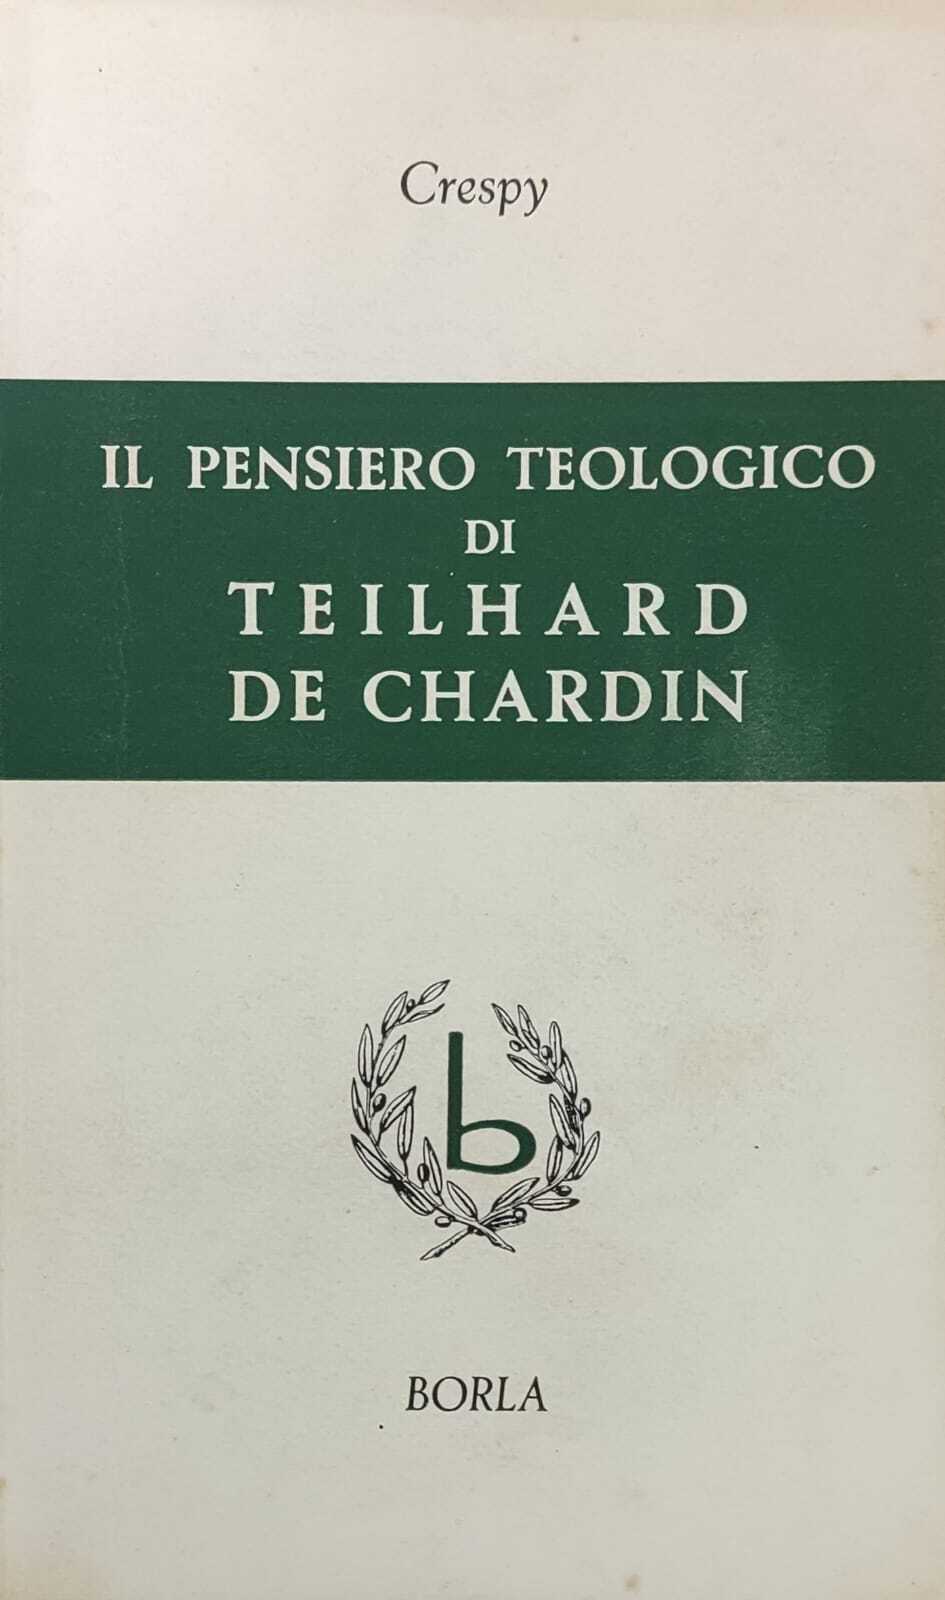 Crespy
IL PENSIERO TEOLOGICO
DI
TEILHARD
DE CHARDIN
b
BORLA